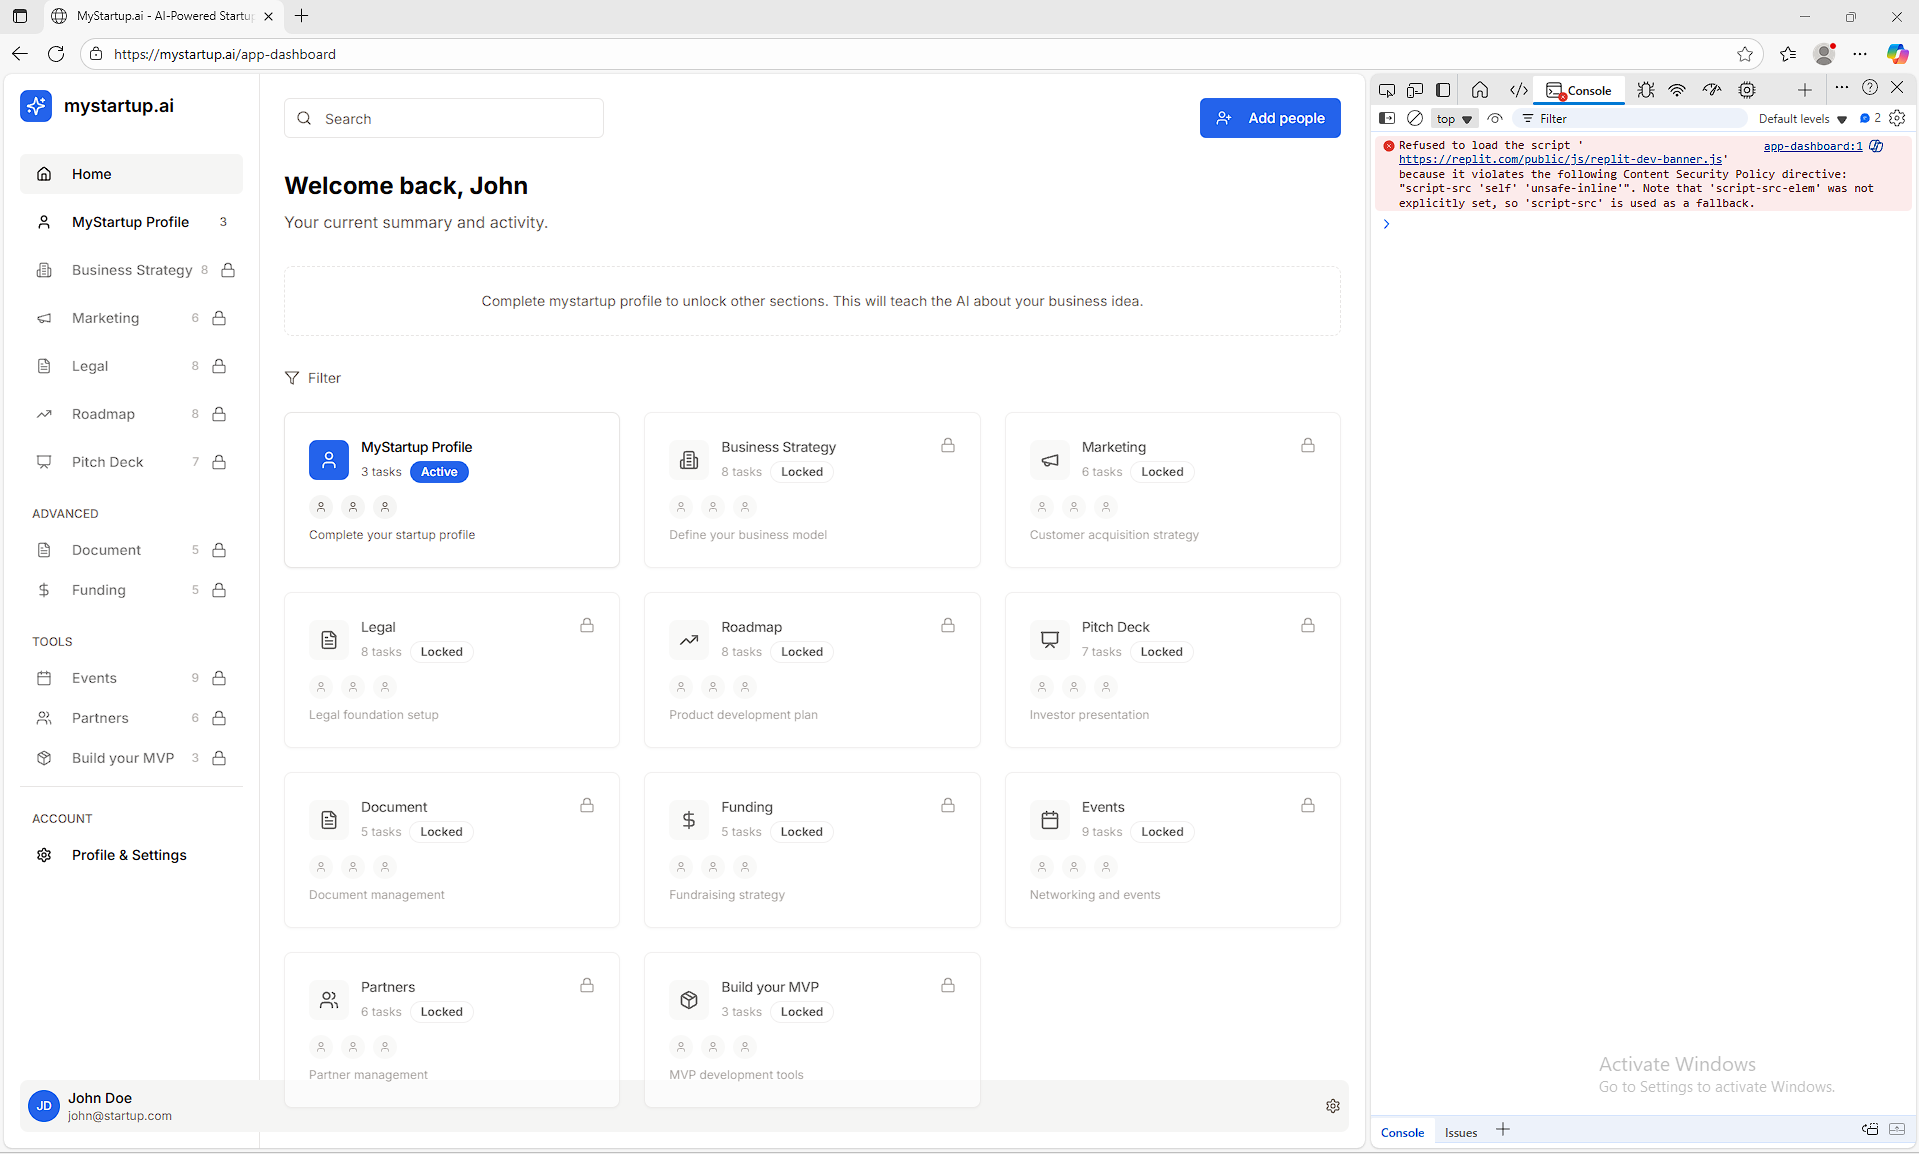 MyStartup.ai - AI-Powered Startup
https://mystartup.ai/app-dashboard
mystartup.ai
Home
MyStartup Profile 3
Business Strategy 8
Marketing 6
Legal 8
Roadmap 8
Pitch Deck 7
ADVANCED
Document 5
Funding 5
TOOLS
Events 9
Partners 6
Build your MVP 3
ACCOUNT
Profile & Settings
JD
John Doe
john@startup.com
Search
Add people
Welcome back, John
Your current summary and activity.
Complete mystartup profile to unlock other sections. This will teach the AI about your business idea.
Filter
MyStartup Profile
3 tasks Active
Complete your startup profile
Business Strategy
8 tasks Locked
Define your business model
Marketing
6 tasks Locked
Customer acquisition strategy
Legal
8 tasks Locked
Legal foundation setup
Roadmap
8 tasks Locked
Product development plan
Pitch Deck
7 tasks Locked
Investor presentation
Document
5 tasks Locked
Document management
Funding
5 tasks Locked
Fundraising strategy
Events
9 tasks Locked
Networking and events
Partners
6 tasks Locked
Partner management
Build your MVP
3 tasks Locked
MVP development tools
Console
top
Filter
Default levels
2
Refused to load the script ' app-dashboard:1
https://replit.com/public/js/replit-dev-banner.js'
because it violates the following Content Security Policy directive:
"script-src 'self' 'unsafe-inline'". Note that 'script-src-elem' was not
explicitly set, so 'script-src' is used as a fallback.
Activate Windows
Go to Settings to activate Windows.
Console
Issues